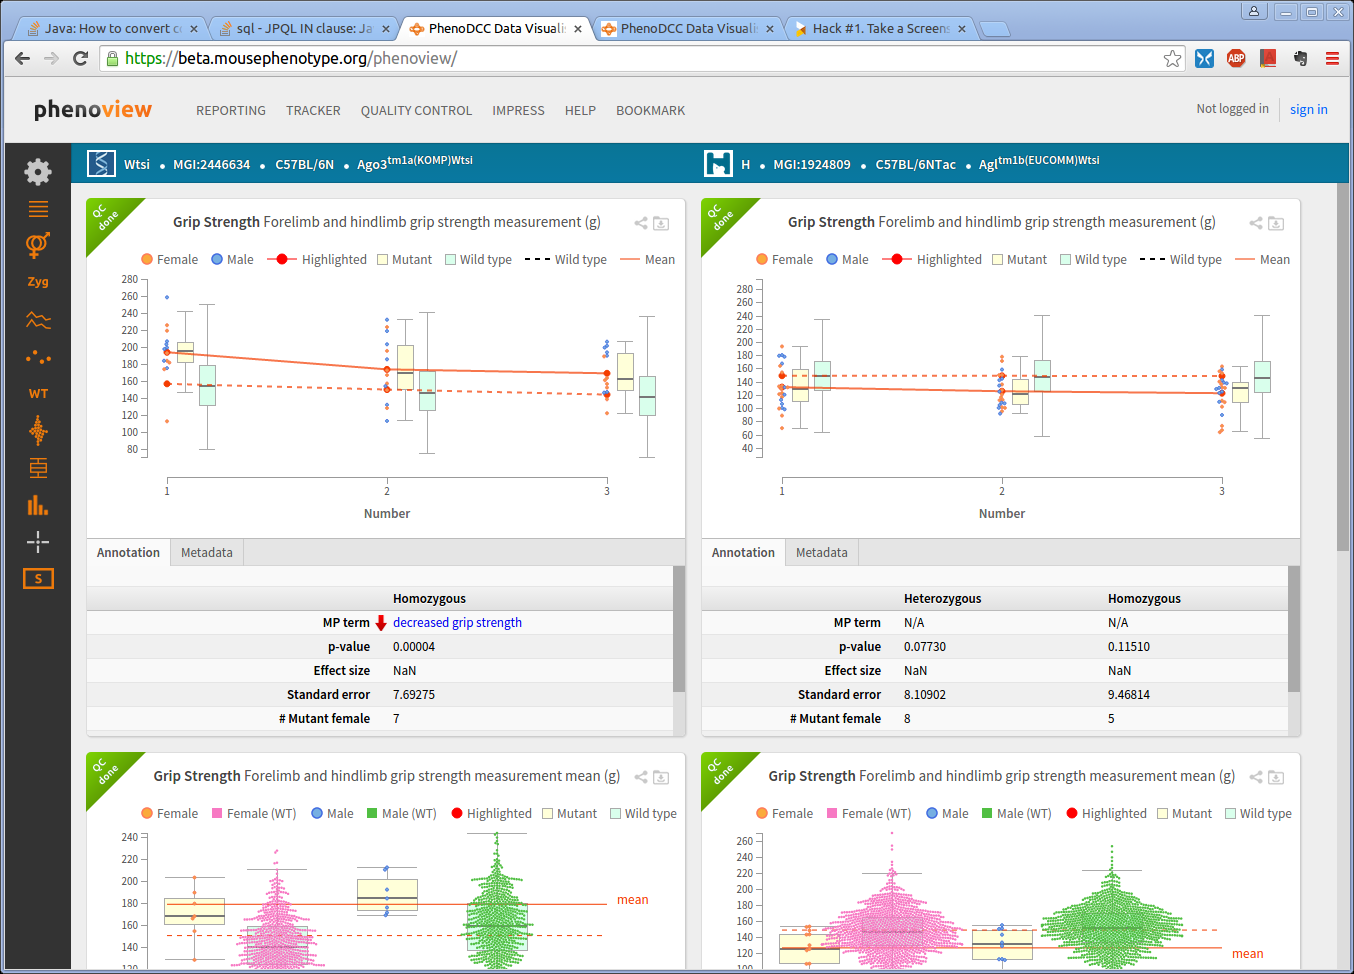 Java: How to convert c
sql - JPQL IN clause: Ja
PhenoDCC Data Visualis
PhenoDCC Data Visualis
Hack #1. Take a Screens
https://beta.mousephenotype.org/phenoview/
ABP
phenoview
REPORTING TRACKER QUALITY CONTROL IMPRESS HELP BOOKMARK
Not logged in sign in
Zyg
WT
S
Wtsi • MGI:2446634 • C57BL/6N • Ago3tm1a(KOMP)Wtsi
H • MGI:1924809 • C57BL/6NTac • Agltm1b(EUCOMM)Wtsi
QC done
Grip Strength Forelimb and hindlimb grip strength measurement (g)
Female Male Highlighted Mutant Wild type Wild type Mean
280
260
240
220
200
180
160
140
120
100
80
1 2 3
Number
Annotation Metadata
Homozygous
MP term decreased grip strength
p-value 0.00004
Effect size NaN
Standard error 7.69275
# Mutant female 7
QC done
Grip Strength Forelimb and hindlimb grip strength measurement (g)
Female Male Highlighted Mutant Wild type Wild type Mean
280
260
240
220
200
180
160
140
120
100
80
60
40
1 2 3
Number
Annotation Metadata
Heterozygous Homozygous
MP term N/A N/A
p-value 0.07730 0.11510
Effect size NaN NaN
Standard error 8.10902 9.46814
# Mutant female 8 5
QC done
Grip Strength Forelimb and hindlimb grip strength measurement mean (g)
Female Female (WT) Male Male (WT) Highlighted Mutant Wild type
240
220
200
180
160
140
120
mean
QC done
Grip Strength Forelimb and hindlimb grip strength measurement mean (g)
Female Female (WT) Male Male (WT) Highlighted Mutant Wild type
260
240
220
200
180
160
140
120
100
mean